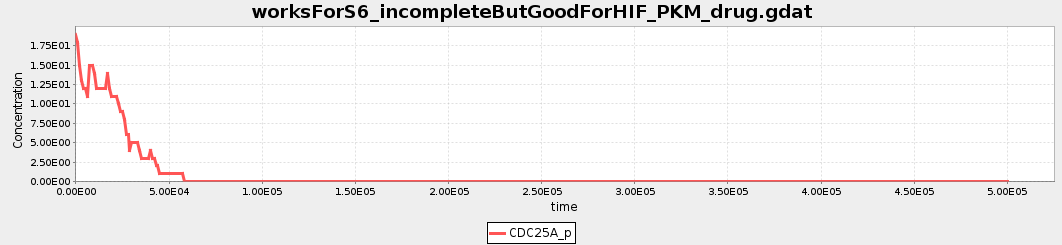 worksForS6_incompleteButGoodForHIF_PKM_drug.gdat
Concentration
1.75E01
1.50E01
1.25E01
1.00E01
7.50E00
5.00E00
2.50E00
0.00E00
0.00E00 5.00E04 1.00E05 1.50E05 2.00E05 2.50E05 3.00E05 3.50E05 4.00E05 4.50E05 5.00E05
time
CDC25A_p